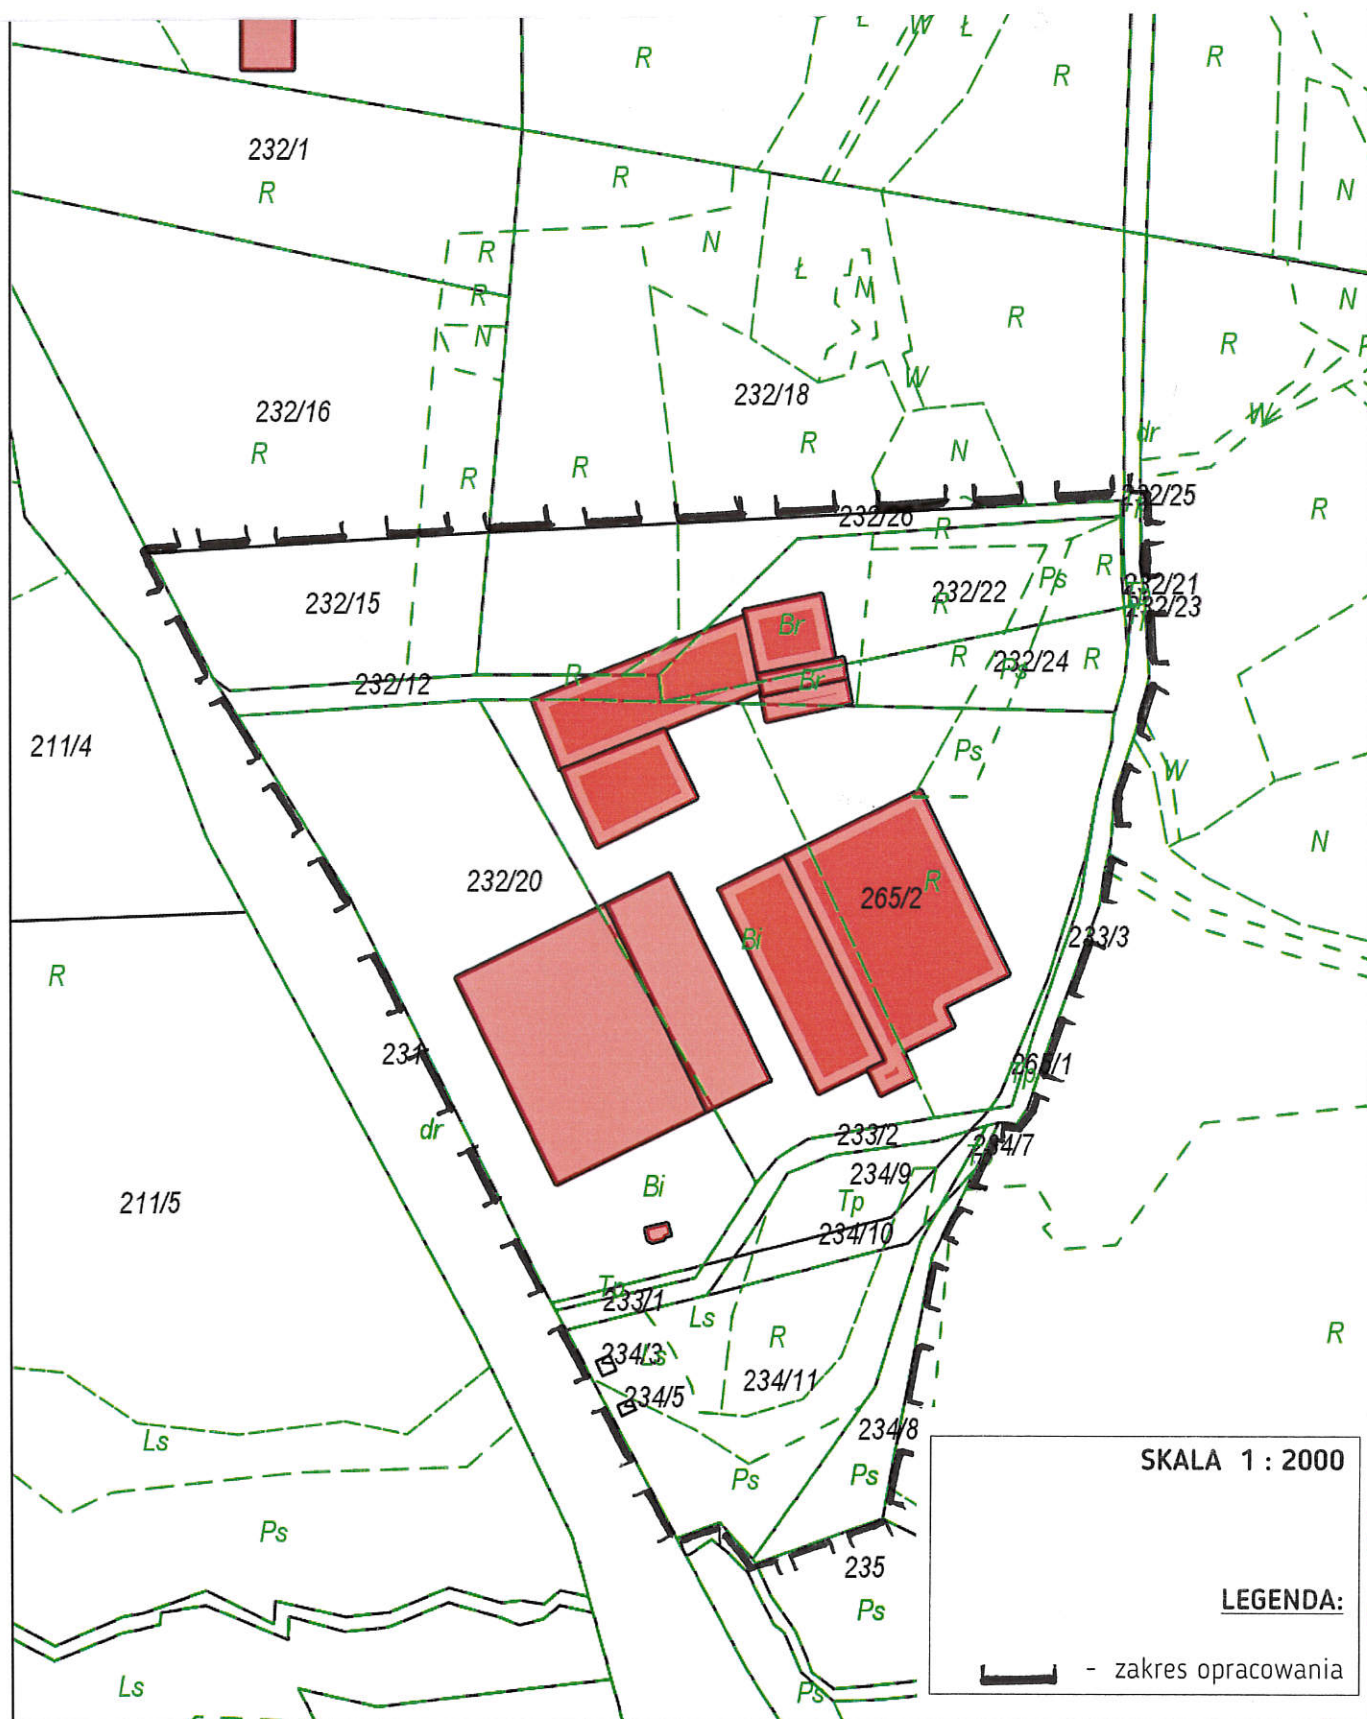 Ł W Ł
R R R
232/1
R R N
R N Ł N
R R N
R R
N W
232/16 232/18
R R R R N dr W
232/25
232/26 R R
R Ps 232/21
232/15 232/22 232/23
R Br
R 232/24 R
Ps
232/12 R Br
211/4 Ps W
N
232/20 265/2 R
Bi 233/3
R
231 265/1
Tp
dr 233/2 234/7
Bi 234/9
211/5 Tp
234/10
Tp
233/1 Ls R R
234/3 Ls
234/5 234/11
234/8
Ls Ps Ps
Ps
235
Ps
Ls Ps
SKALA 1 : 2000
LEGENDA:
- zakres opracowania